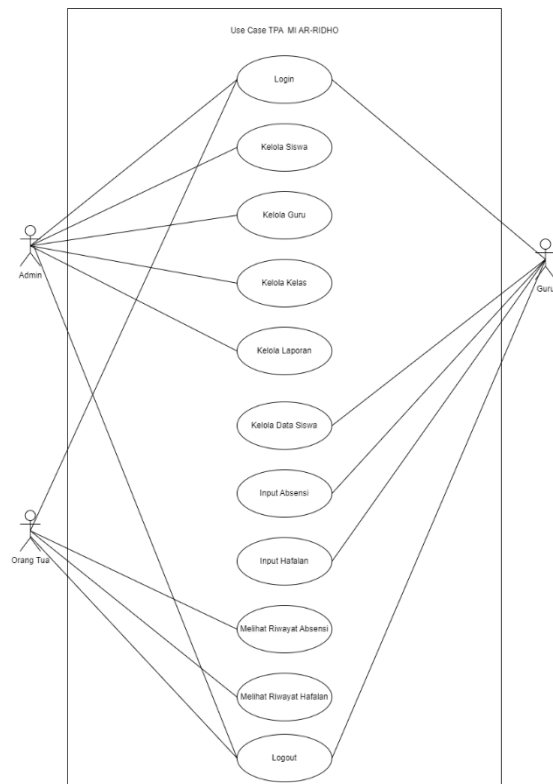 Use Case TPA MI AR-RIDHO
Login
Kelola Siswa
Kelola Guru
Admin
Guru
Kelola Kelas
Kelola Laporan
Kelola Data Siswa
Input Absensi
Orang Tua
Input Hafalan
Melihat Riwayat Absensi
Melihat Riwayat Hafalan
Logout